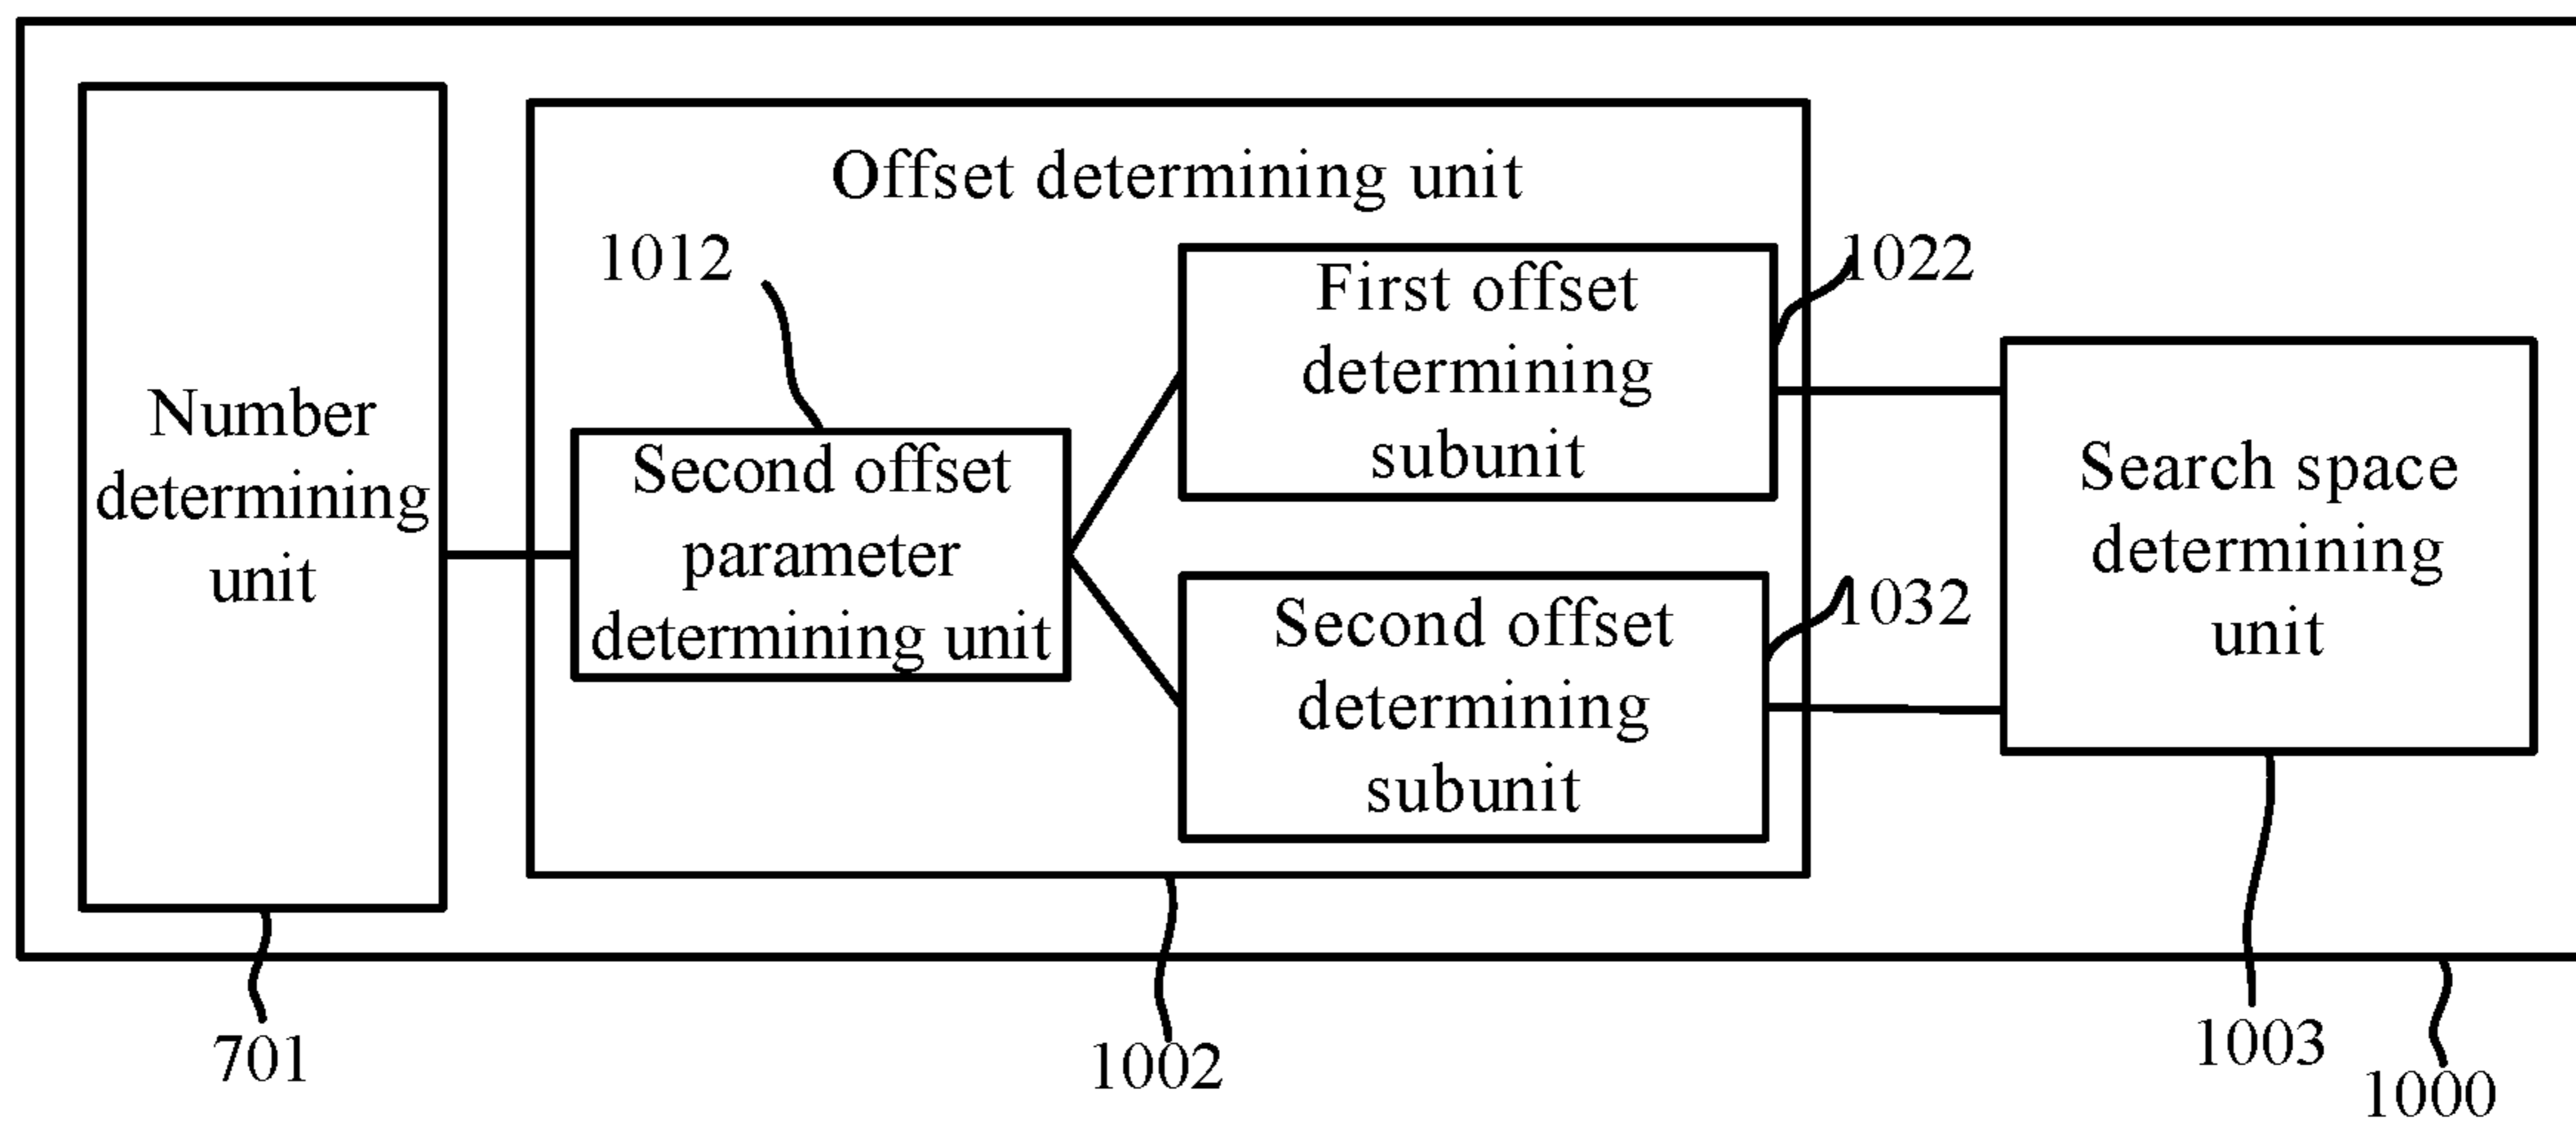 Offset determining unit
1012
1022
Number
determining
unit
Second offset
parameter
determining unit
First offset
determining
subunit
Second offset
determining
subunit
1032
Search space
determining
unit
701
1002
1003
1000